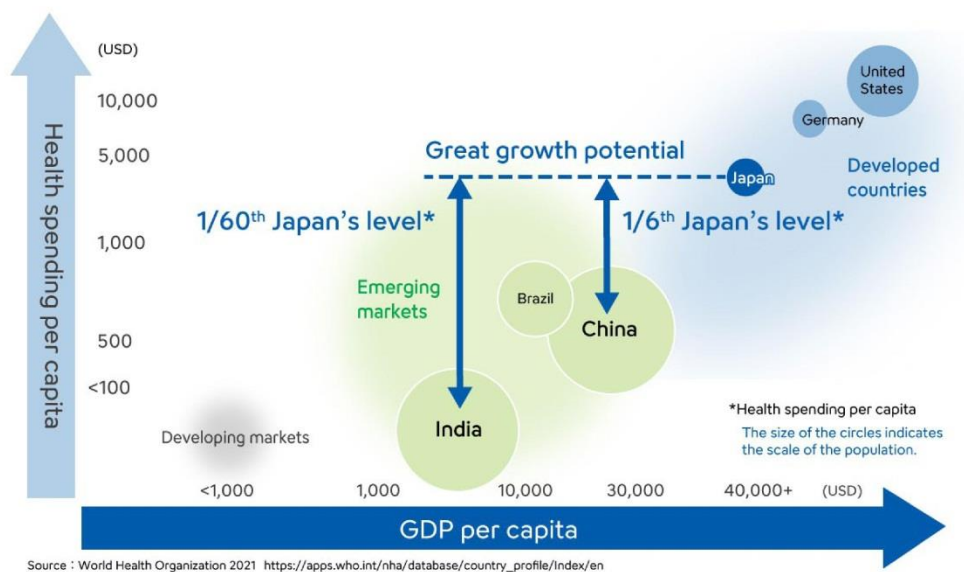 (USD)
10,000
5,000
1,000
500
<100
Health spending per capita
United
States
Germany
Japan
Developed
countries
Great growth potential
1/60th Japan's level*
1/6th Japan's level*
Emerging
markets
Brazil
China
India
Developing markets
*Health spending per capita
The size of the circles indicates
the scale of the population.
<1,000 1,000 10,000 30,000 40,000+ (USD)
GDP per capita
Source : World Health Organization 2021 https://apps.who.int/nha/database/country_profile/Index/en